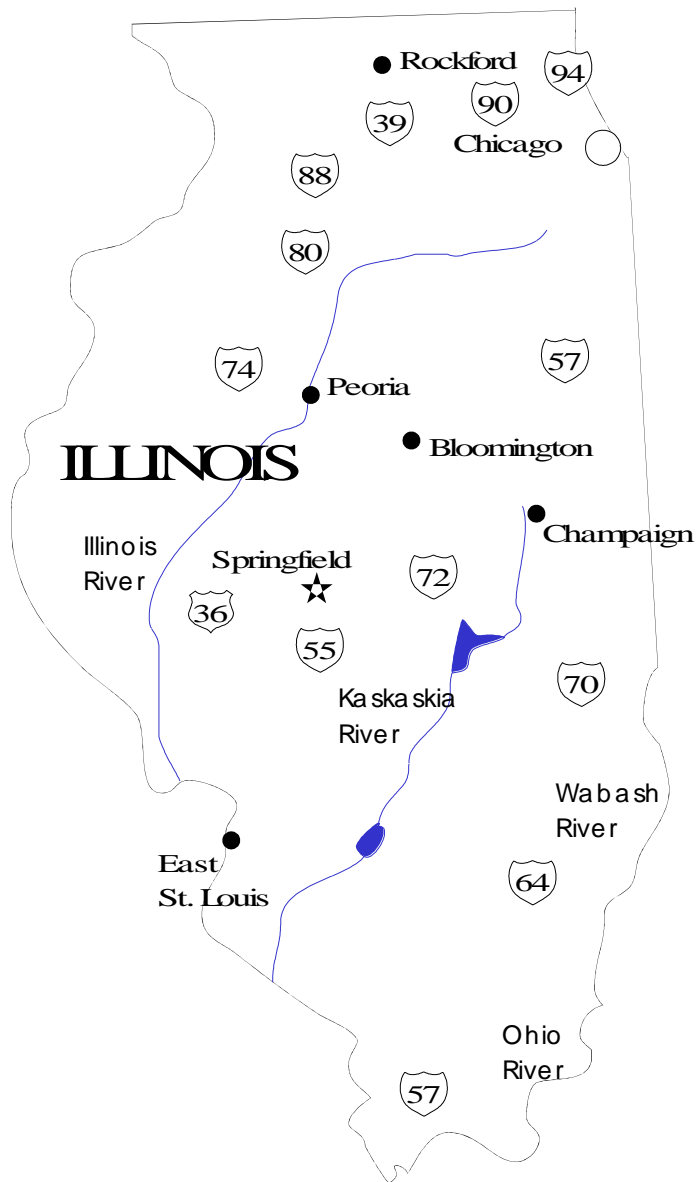 Rockford
94
90
39
Chicago
88
80
74
57
Peoria
ILLINOIS
Bloomington
Champaign
Illinois
River
Springfield
72
36
55
Kaskaskia
River
70
Wabash
River
East
St. Louis
64
Ohio
River
57